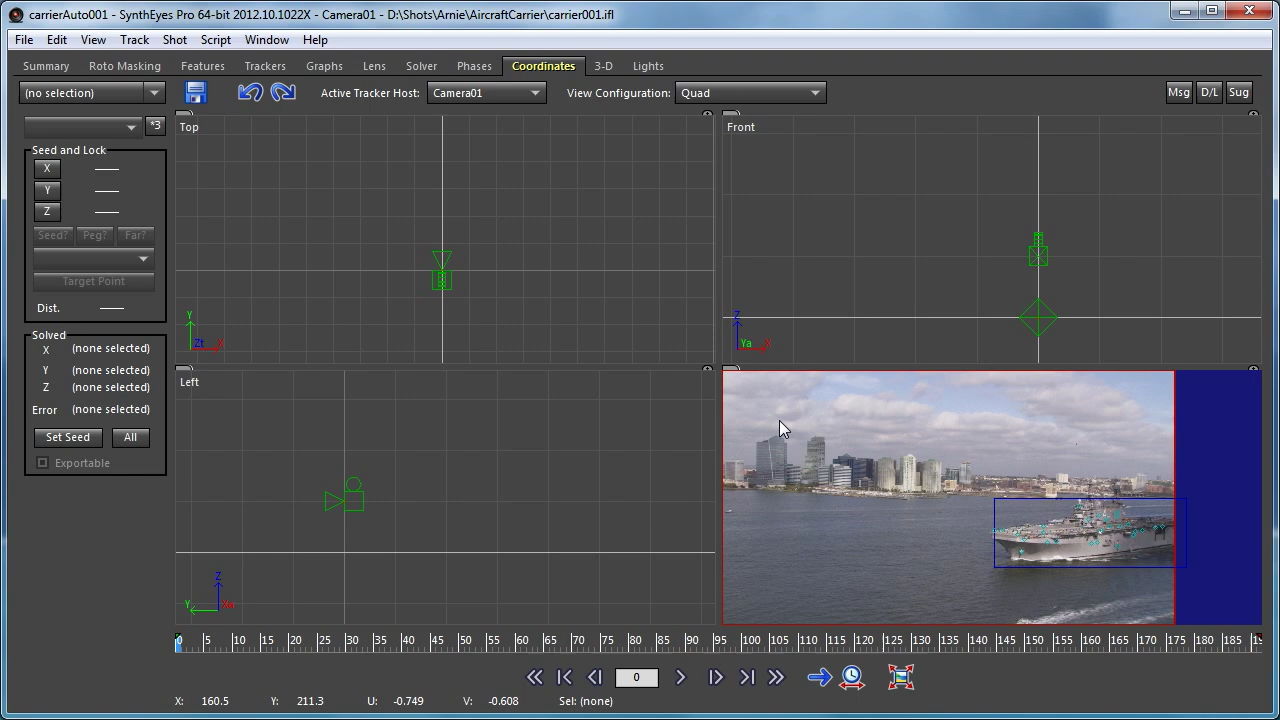 carrierAuto001 - SynthEyes Pro 64-bit 2012.10.1022X - Camera01 - D:\Shots\Arnie\AircraftCarrier\carrier001.ifl
File Edit View Track Shot Script Window Help
Summary Roto Masking Features Trackers Graphs Lens Solver Phases Coordinates 3-D Lights
(no selection) Active Tracker Host: Camera01 View Configuration: Quad Msg D/L Sug
*3
Seed and Lock
X
Y
Z
Seed? Peg? Far?
Target Point
Dist.
Solved
X (none selected)
Y (none selected)
Z (none selected)
Error (none selected)
Set Seed All
Exportable
Top
Y
Zt X
Front
Z
Ya X
Left
Z
Y Xa
0 5 10 15 20 25 30 35 40 45 50 55 60 65 70 75 80 85 90 95 100 105 110 115 120 125 130 135 140 145 150 155 160 165 170 175 180 185
0
X: 160.5 Y: 211.3 U: -0.749 V: -0.608 Sel: (none)